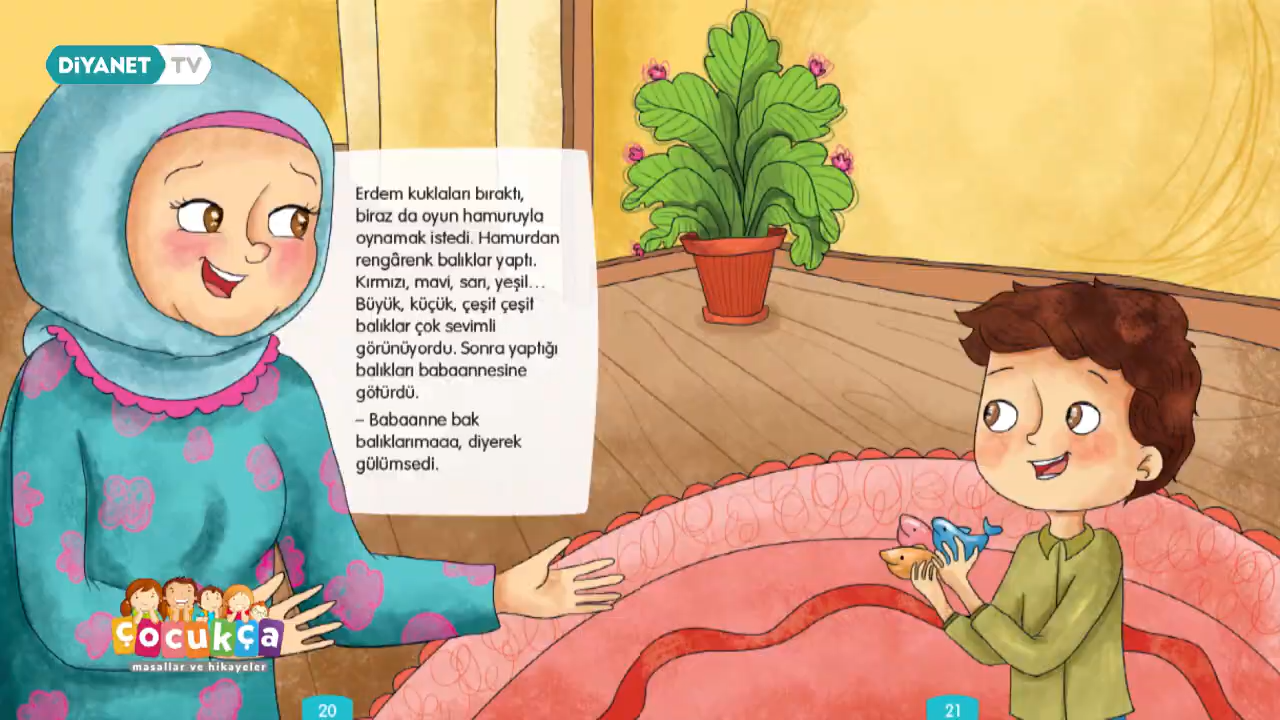 DİYANET TV
Erdem kuklaları bıraktı,
biraz da oyun hamuruyla
oynamak istedi. Hamurdan
rengârenk balıklar yaptı.
Kırmızı, mavi, sarı, yeşil...
Büyük, küçük, çeşit çeşit
balıklar çok sevimli
görünüyordu. Sonra yaptığı
balıkları babaannesine
götürdü.
– Babaanne bak
balıklarımaaa, diyerek
gülümsedi.
çocukça
masallar ve hikayeler
20
21